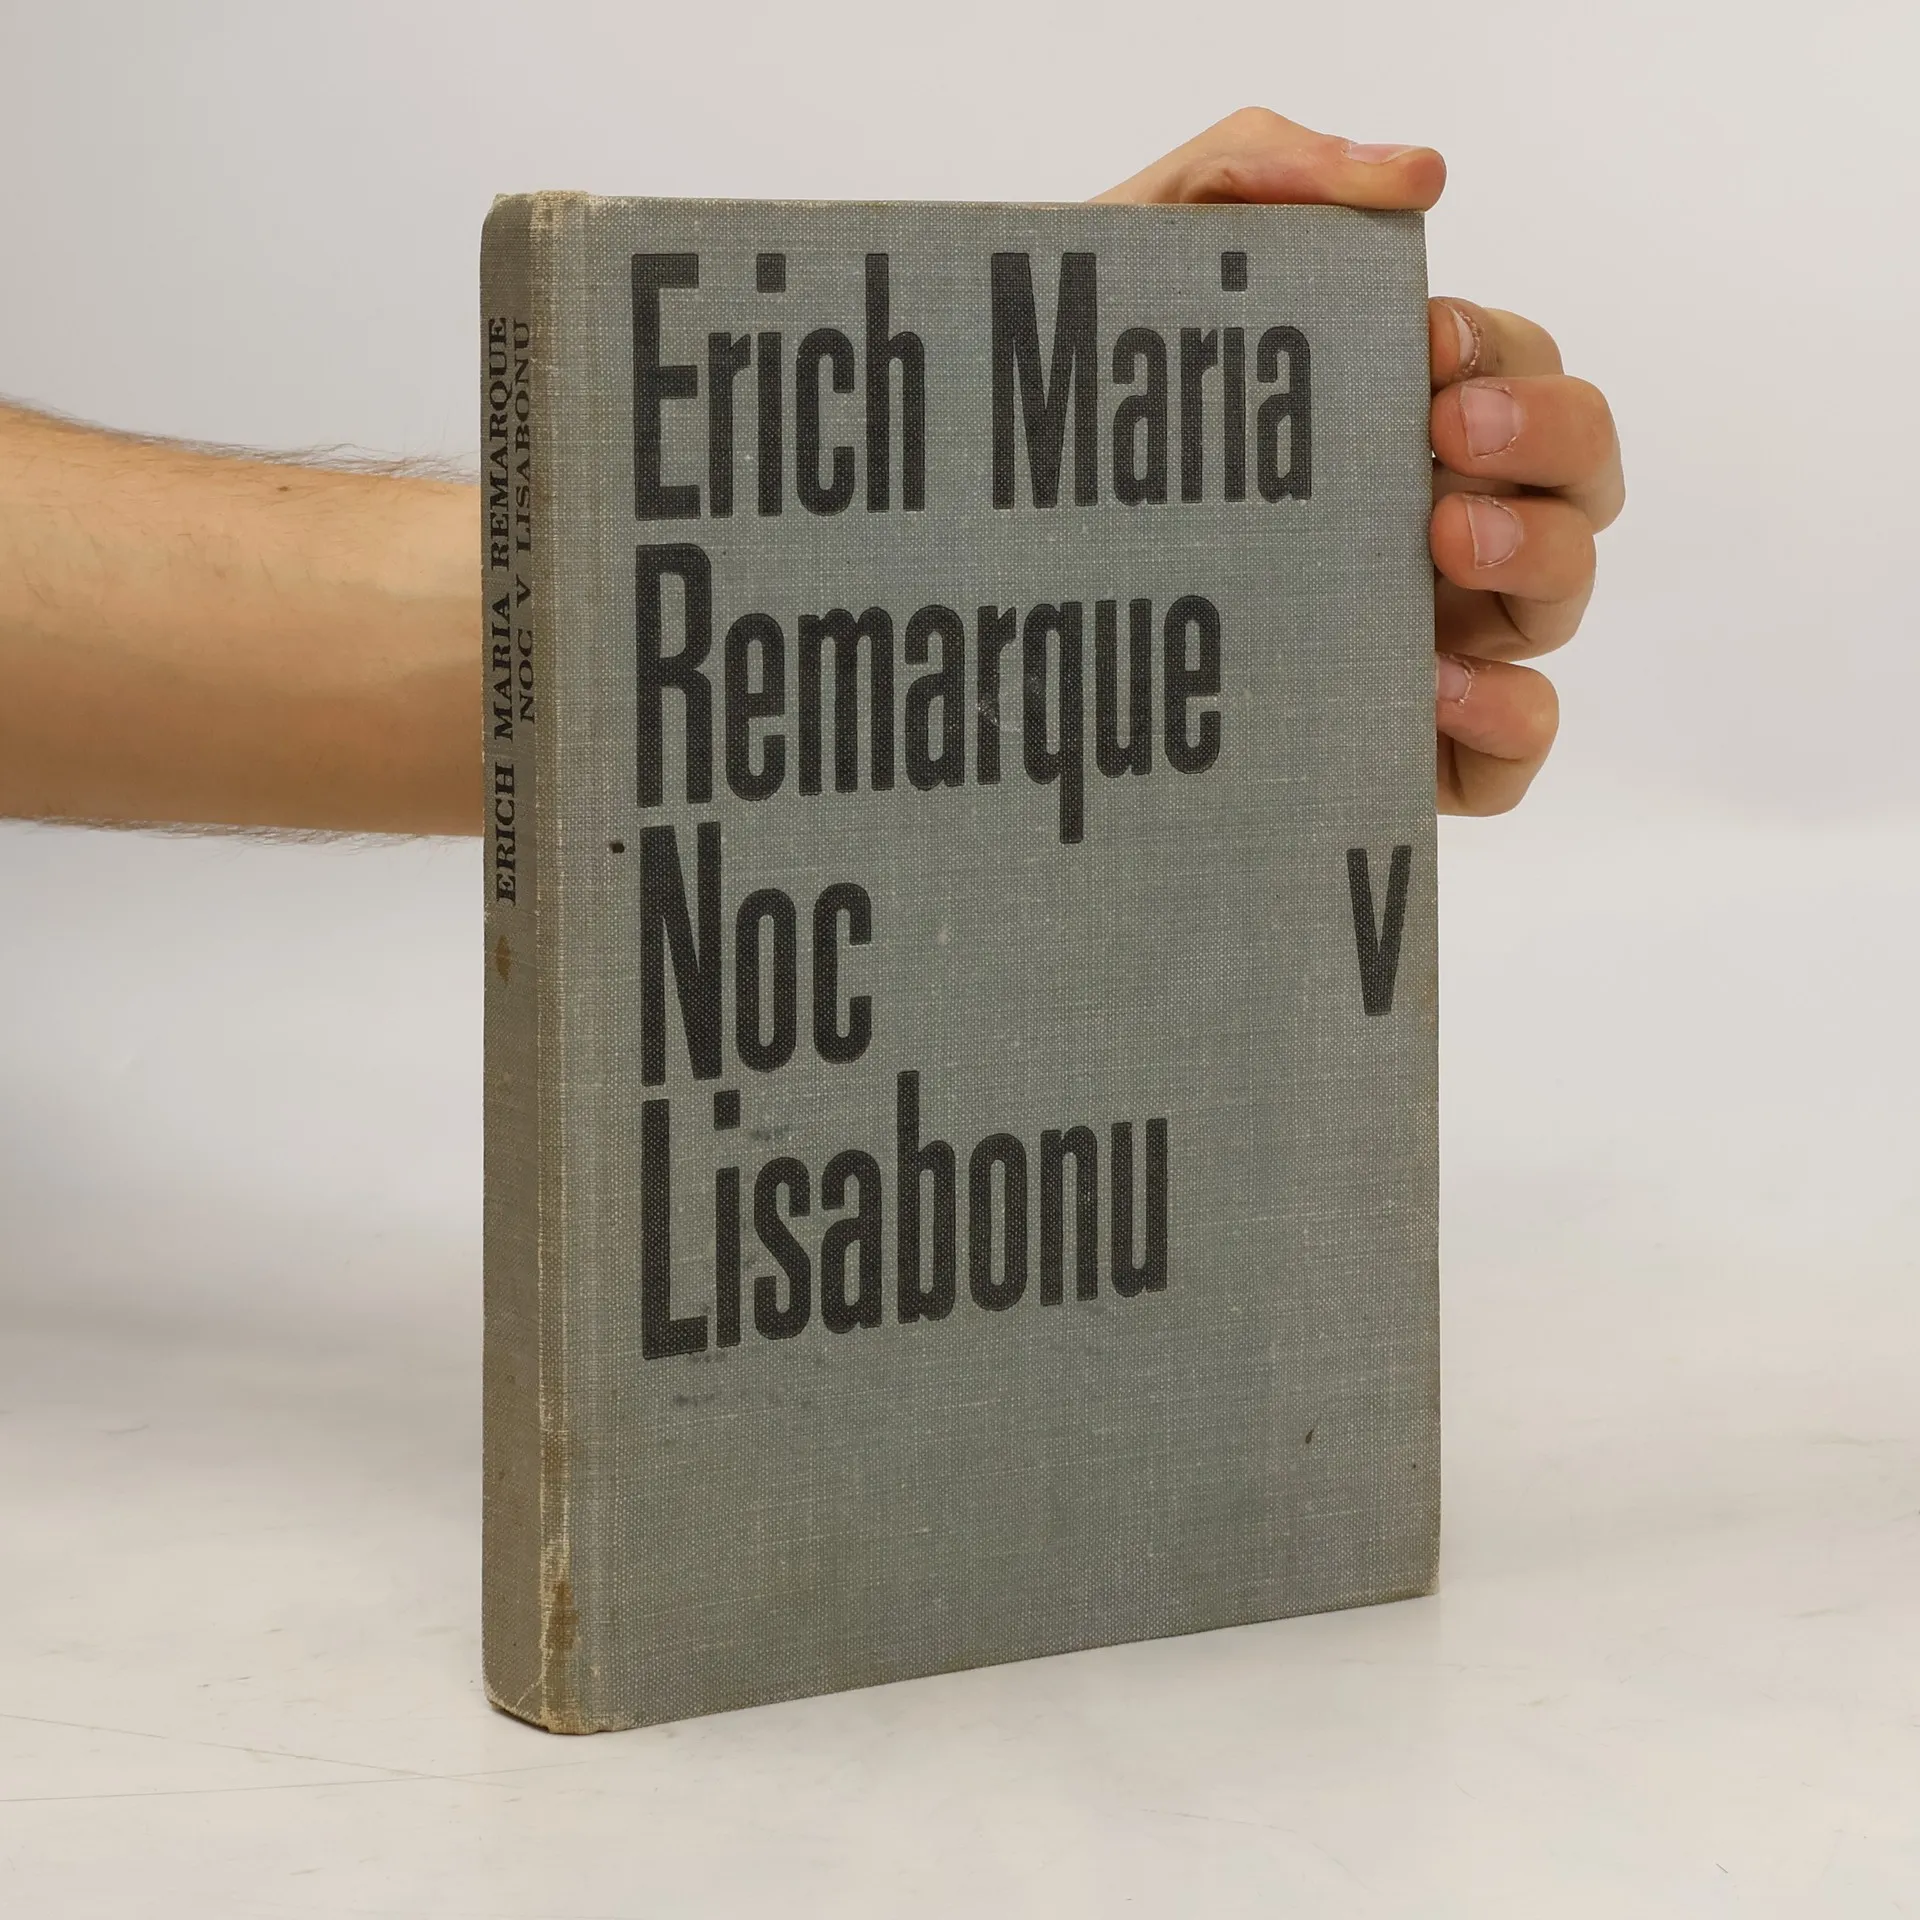 Erich Maria
Remarque
Noc v
Lisabonu
ERICH MARIA REMARQUE
NOC V LISABONU